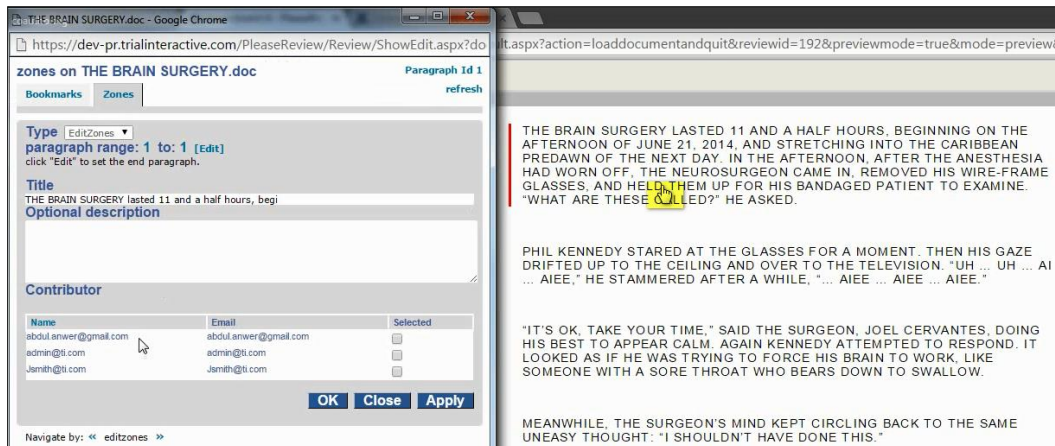 THE BRAIN SURGERY.doc - Google Chrome
https://dev-pr.trialinteractive.com/PleaseReview/Review/ShowEdit.aspx?do
ult.aspx?action=loaddocumentandquit&reviewid=192&previewmode=true&mode=preview&
zones on THE BRAIN SURGERY.doc
Paragraph Id 1
refresh
Bookmarks
Zones
Type EditZones
paragraph range: 1 to: 1 [Edit]
click "Edit" to set the end paragraph.
Title
THE BRAIN SURGERY lasted 11 and a half hours, begi
Optional description
Contributor
Name Email Selected
abdul.anwer@gmail.com abdul.anwer@gmail.com
admin@ti.com admin@ti.com
Jsmith@ti.com Jsmith@ti.com
OK Close Apply
Navigate by: « editzones »
THE BRAIN SURGERY LASTED 11 AND A HALF HOURS, BEGINNING ON THE
AFTERNOON OF JUNE 21, 2014, AND STRETCHING INTO THE CARIBBEAN
PREDAWN OF THE NEXT DAY. IN THE AFTERNOON, AFTER THE ANESTHESIA
HAD WORN OFF, THE NEUROSURGEON CAME IN, REMOVED HIS WIRE-FRAME
GLASSES, AND HELD THEM UP FOR HIS BANDAGED PATIENT TO EXAMINE.
“WHAT ARE THESE CALLED?” HE ASKED.
PHIL KENNEDY STARED AT THE GLASSES FOR A MOMENT. THEN HIS GAZE
DRIFTED UP TO THE CEILING AND OVER TO THE TELEVISION. “UH … UH … AI
… AIEE,” HE STAMMERED AFTER A WHILE, “… AIEE … AIEE … AIEE.”
“IT’S OK, TAKE YOUR TIME,” SAID THE SURGEON, JOEL CERVANTES, DOING
HIS BEST TO APPEAR CALM. AGAIN KENNEDY ATTEMPTED TO RESPOND. IT
LOOKED AS IF HE WAS TRYING TO FORCE HIS BRAIN TO WORK, LIKE
SOMEONE WITH A SORE THROAT WHO BEARS DOWN TO SWALLOW.
MEANWHILE, THE SURGEON’S MIND KEPT CIRCLING BACK TO THE SAME
UNEASY THOUGHT: “I SHOULDN’T HAVE DONE THIS.”